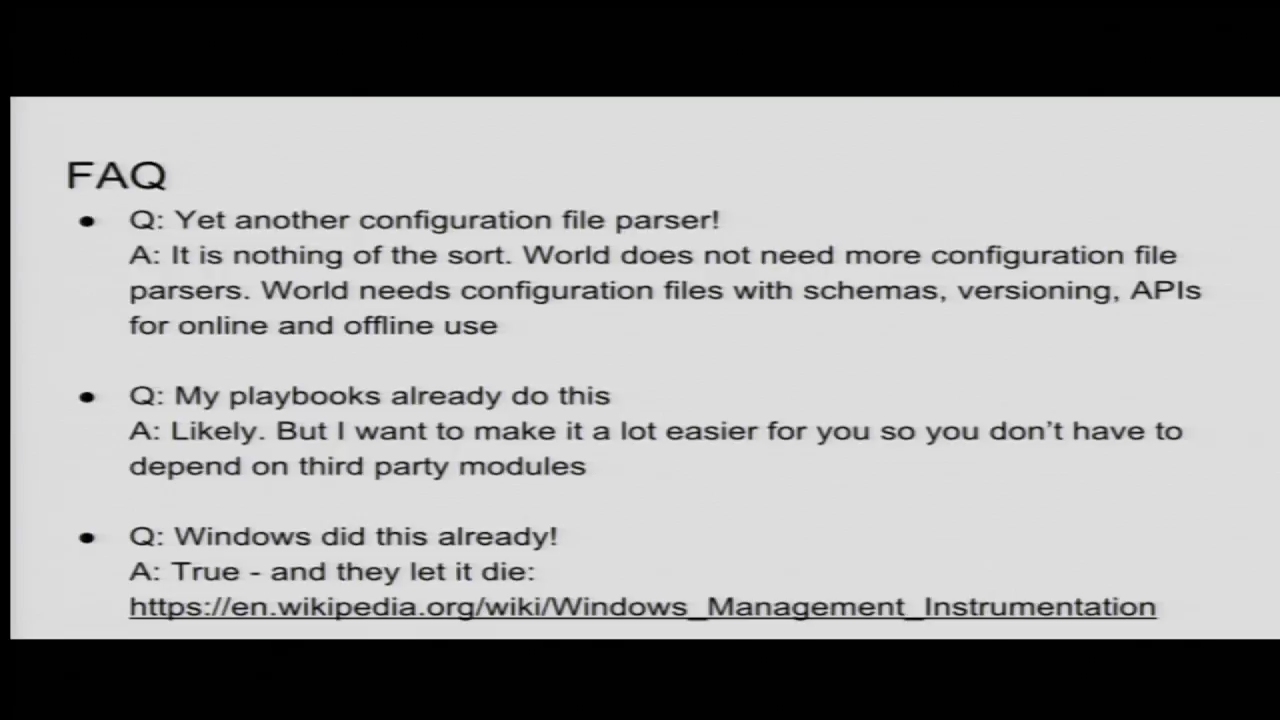 FAQ
● Q: Yet another configuration file parser!
A: It is nothing of the sort. World does not need more configuration file
parsers. World needs configuration files with schemas, versioning, APIs
for online and offline use
● Q: My playbooks already do this
A: Likely. But I want to make it a lot easier for you so you don’t have to
depend on third party modules
● Q: Windows did this already!
A: True - and they let it die:
https://en.wikipedia.org/wiki/Windows_Management_Instrumentation